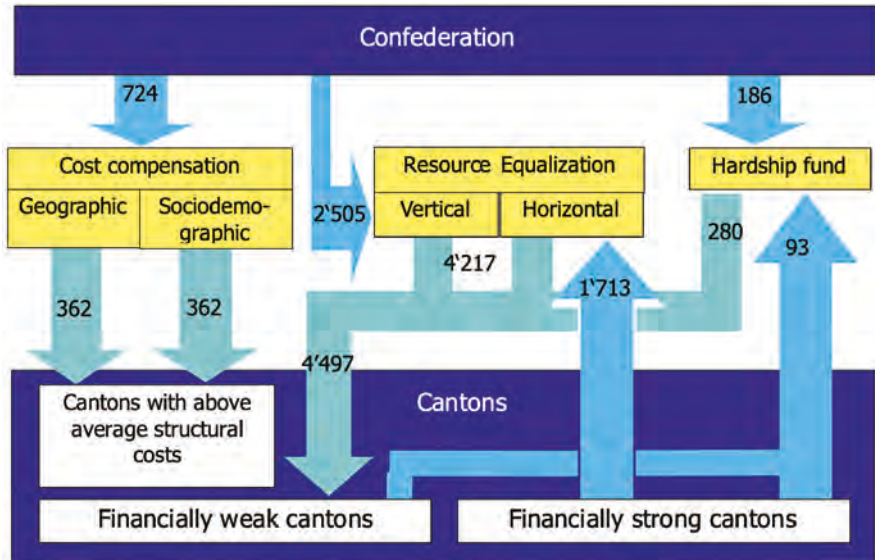 Confederation
724
186
Cost compensation
Geographic
Sociodemo-
graphic
2‘505
Resource Equalization
Vertical
Horizontal
Hardship fund
4‘217
1‘713
280
93
362
362
4’497
Cantons with above
average structural
costs
Cantons
Financially weak cantons
Financially strong cantons